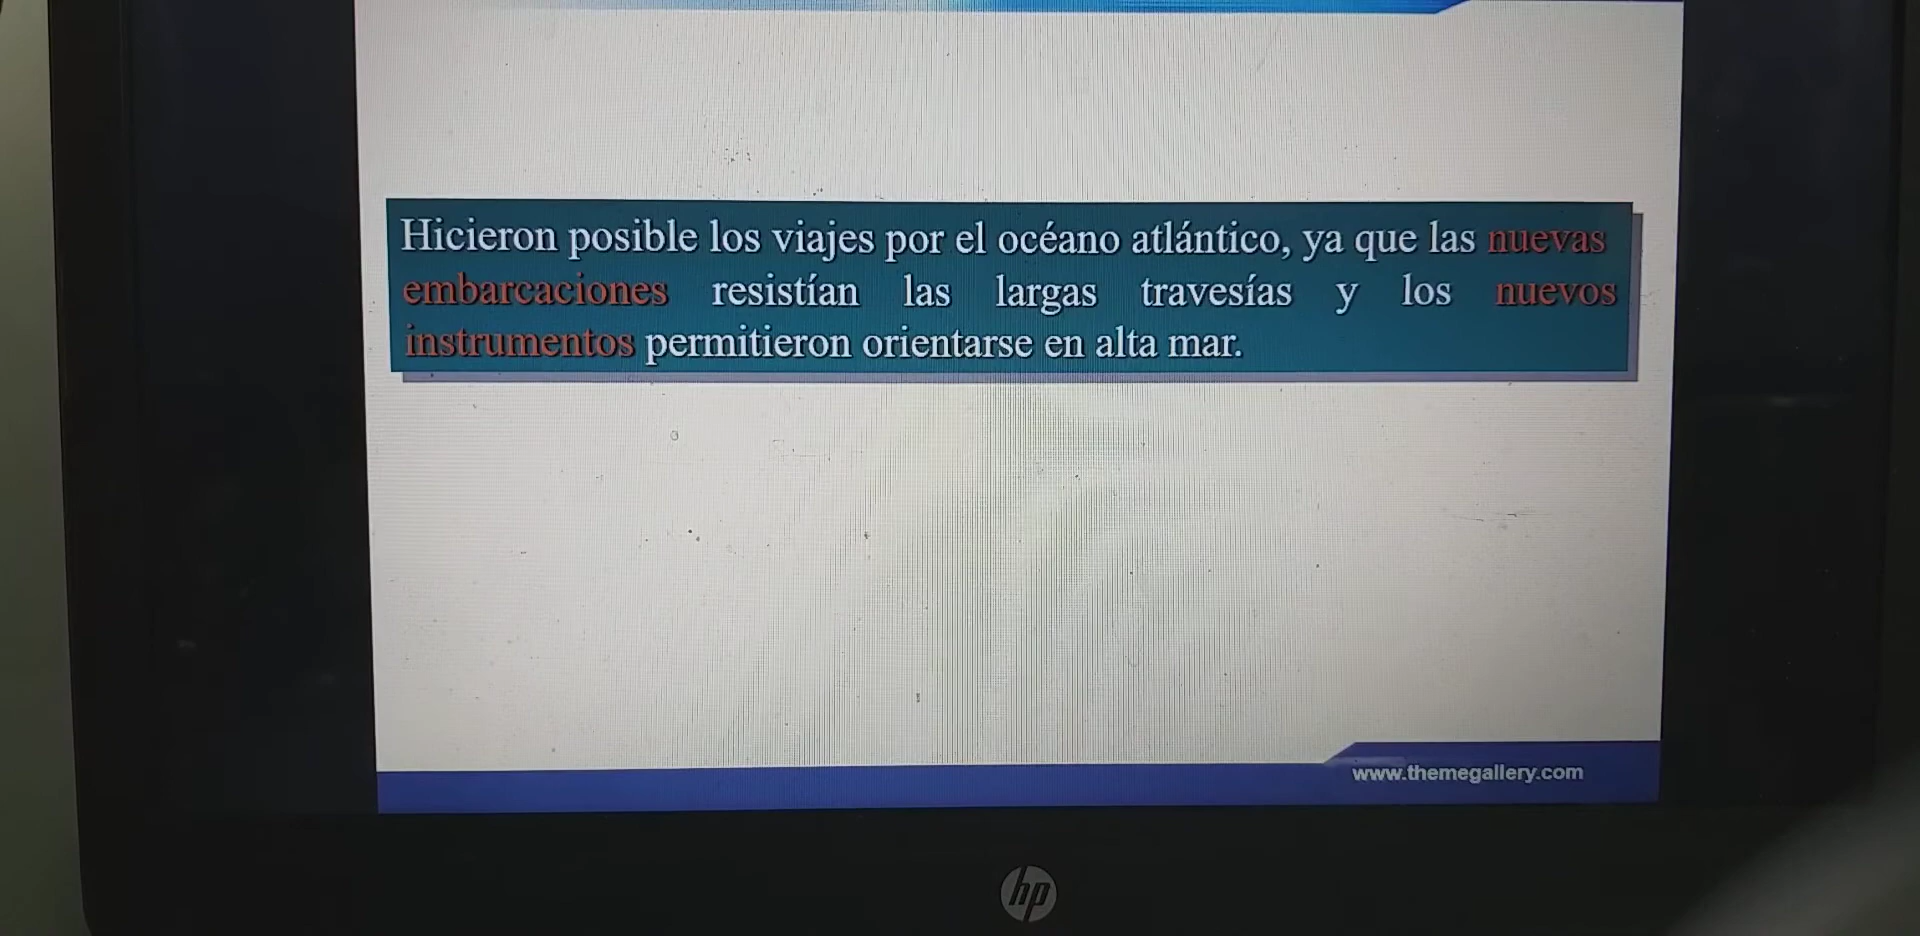 Hicieron posible los viajes por el océano atlántico, ya que las nuevas
embarcaciones resistían las largas travesías y los nuevos
instrumentos permitieron orientarse en alta mar.
www.themegallery.com
hp